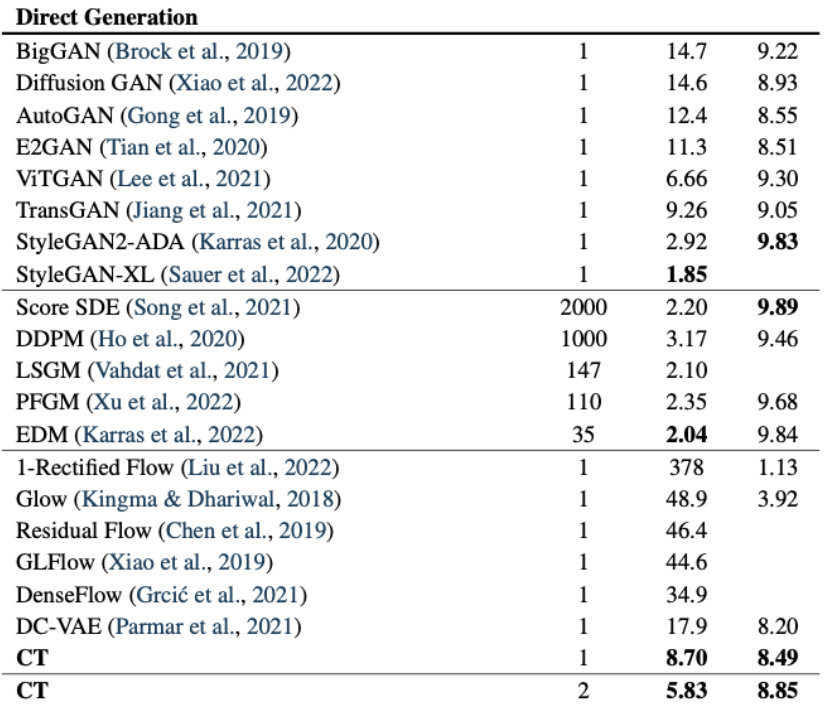 Direct Generation
BigGAN (Brock et al., 2019) 1 14.7 9.22
Diffusion GAN (Xiao et al., 2022) 1 14.6 8.93
AutoGAN (Gong et al., 2019) 1 12.4 8.55
E2GAN (Tian et al., 2020) 1 11.3 8.51
ViTGAN (Lee et al., 2021) 1 6.66 9.30
TransGAN (Jiang et al., 2021) 1 9.26 9.05
StyleGAN2-ADA (Karras et al., 2020) 1 2.92 9.83
StyleGAN-XL (Sauer et al., 2022) 1 1.85
Score SDE (Song et al., 2021) 2000 2.20 9.89
DDPM (Ho et al., 2020) 1000 3.17 9.46
LSGM (Vahdat et al., 2021) 147 2.10
PFGM (Xu et al., 2022) 110 2.35 9.68
EDM (Karras et al., 2022) 35 2.04 9.84
1-Rectified Flow (Liu et al., 2022) 1 378 1.13
Glow (Kingma & Dhariwal, 2018) 1 48.9 3.92
Residual Flow (Chen et al., 2019) 1 46.4
GLFlow (Xiao et al., 2019) 1 44.6
DenseFlow (Grcić et al., 2021) 1 34.9
DC-VAE (Parmar et al., 2021) 1 17.9 8.20
CT 1 8.70 8.49
CT 2 5.83 8.85